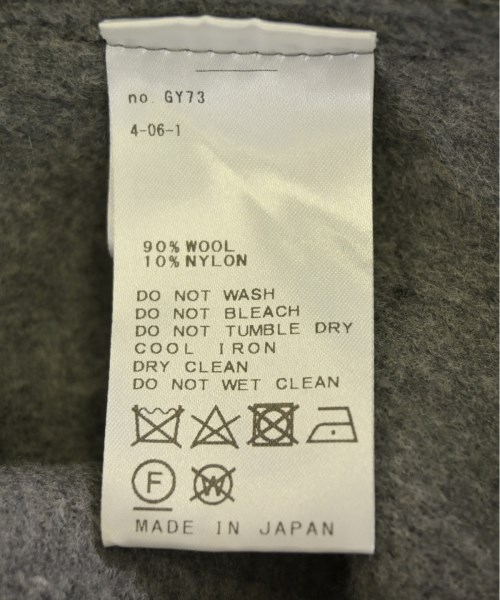 no. GY73
4-06-1
90% WOOL
10% NYLON
DO NOT WASH
DO NOT BLEACH
DO NOT TUMBLE DRY
COOL IRON
DRY CLEAN
DO NOT WET CLEAN
F W
MADE IN JAPAN